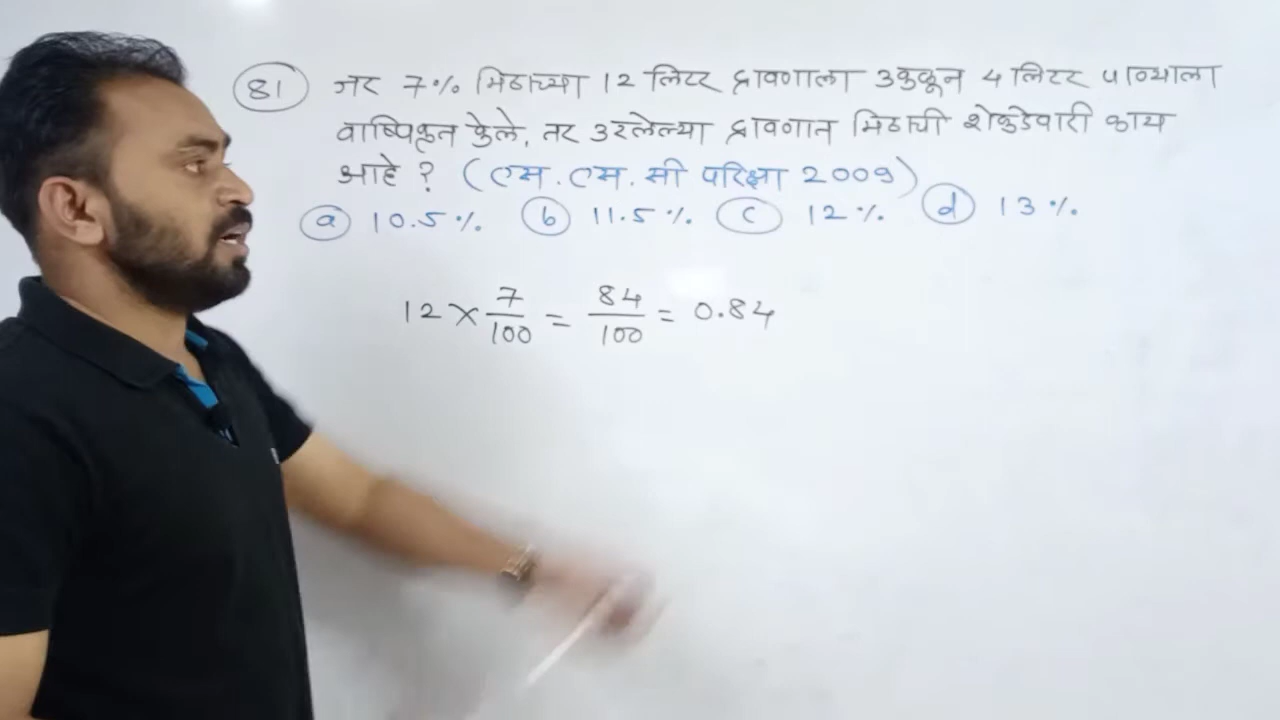 81 जर 7% मिठाच्या 12 लिटर द्रावणाला उकळून 4 लिटर पाण्याला
वाष्पिकृत केले, तर उरलेल्या द्रावणात मिठाची शेकडेवारी काय
आहे ? (एस. एस. सी परिक्षा 2009)
a 10.5% b 11.5% c 12% d 13%
12 × 7/100 = 84/100 = 0.84